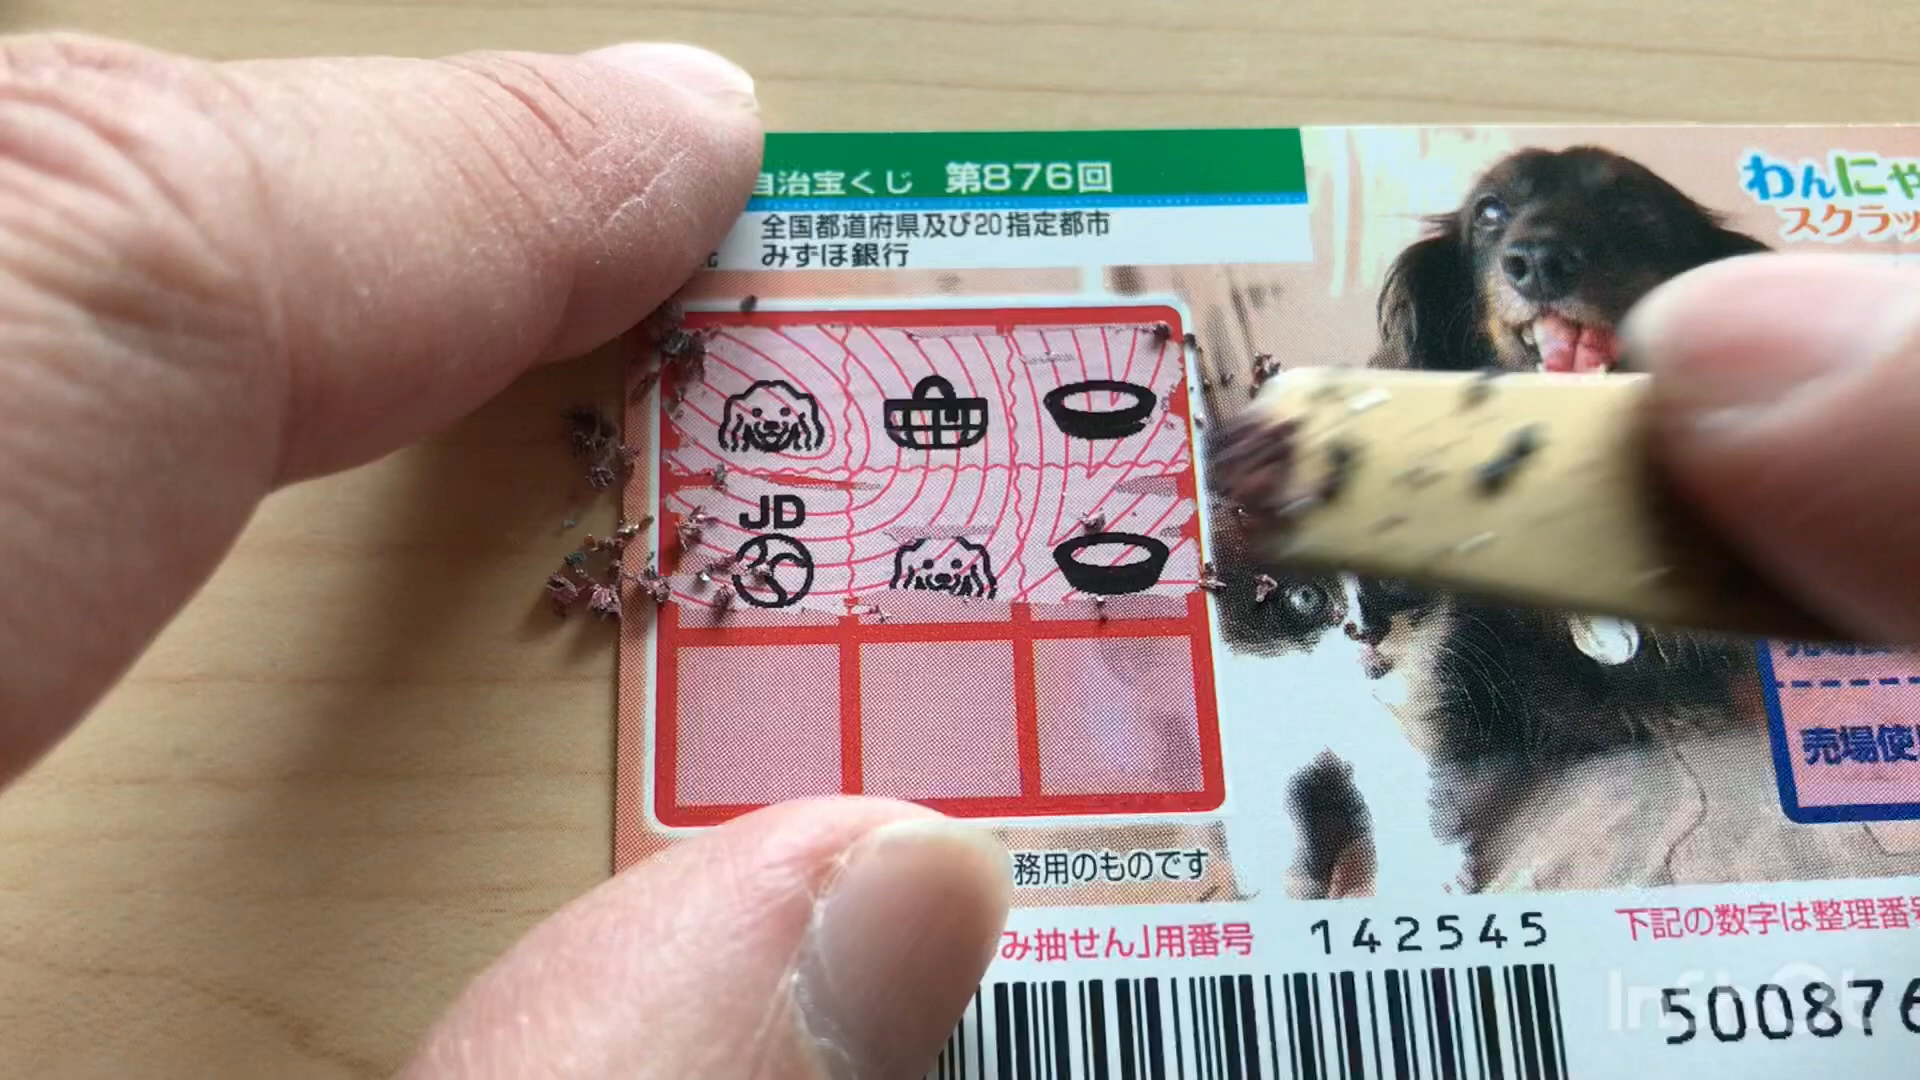 自治宝くじ 第876回
全国都道府県及び20指定都市
みずほ銀行
わんにゃ
スクラッ
JD
売場使
務用のものです
み抽せん」用番号 142545
下記の数字は整理番号
500876
InShot